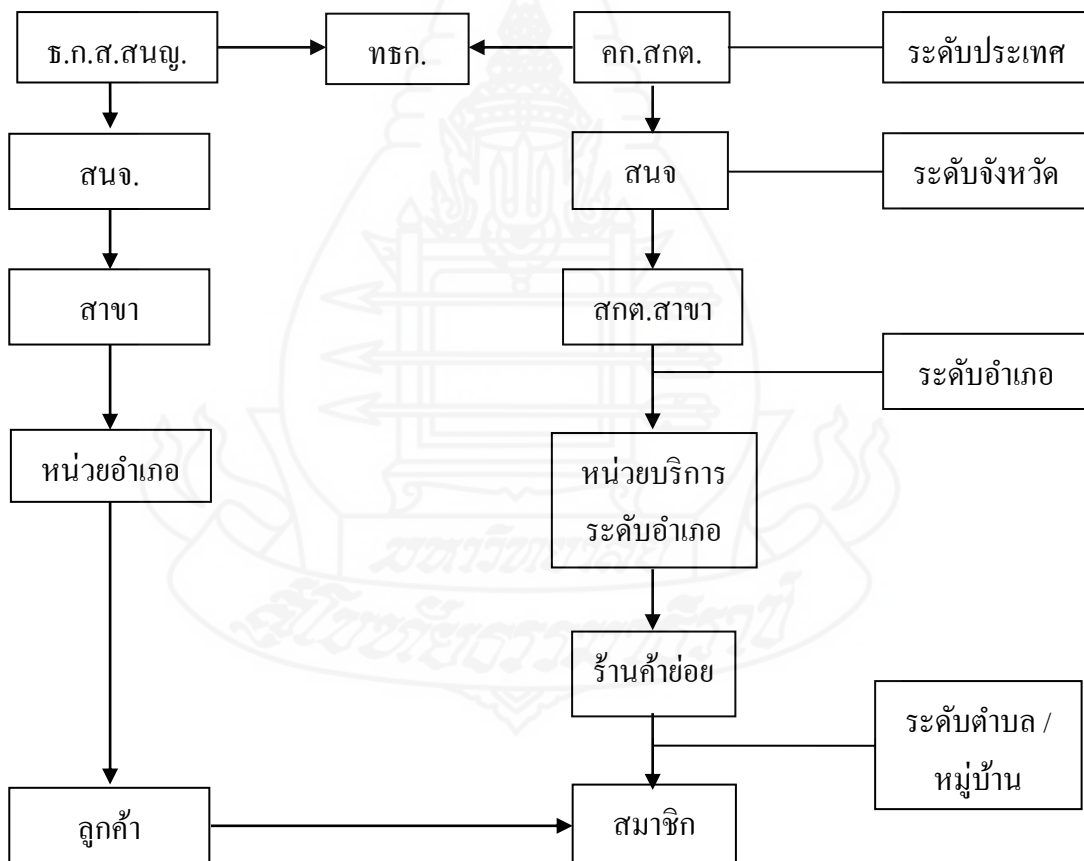 ธ.ก.ส.สนญ.
ทธก.
คก.สกต.
ระดับประเทศ
สนจ.
สนจ
ระดับจังหวัด
สาขา
สกต.สาขา
ระดับอำเภอ
หน่วยอำเภอ
หน่วยบริการ
ระดับอำเภอ
ร้านค้าย่อย
ระดับตำบล /
หมู่บ้าน
ลูกค้า
สมาชิก